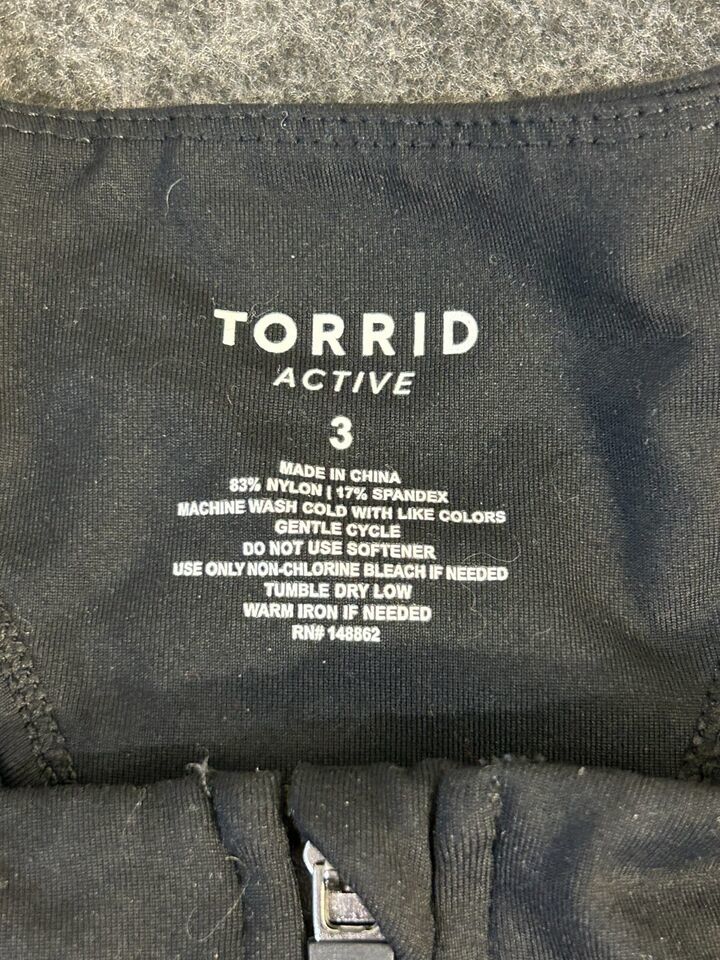 TORRID
ACTIVE
3
MADE IN CHINA
83% NYLON | 17% SPANDEX
MACHINE WASH COLD WITH LIKE COLORS
GENTLE CYCLE
DO NOT USE SOFTENER
USE ONLY NON-CHLORINE BLEACH IF NEEDED
TUMBLE DRY LOW
WARM IRON IF NEEDED
RN# 148862